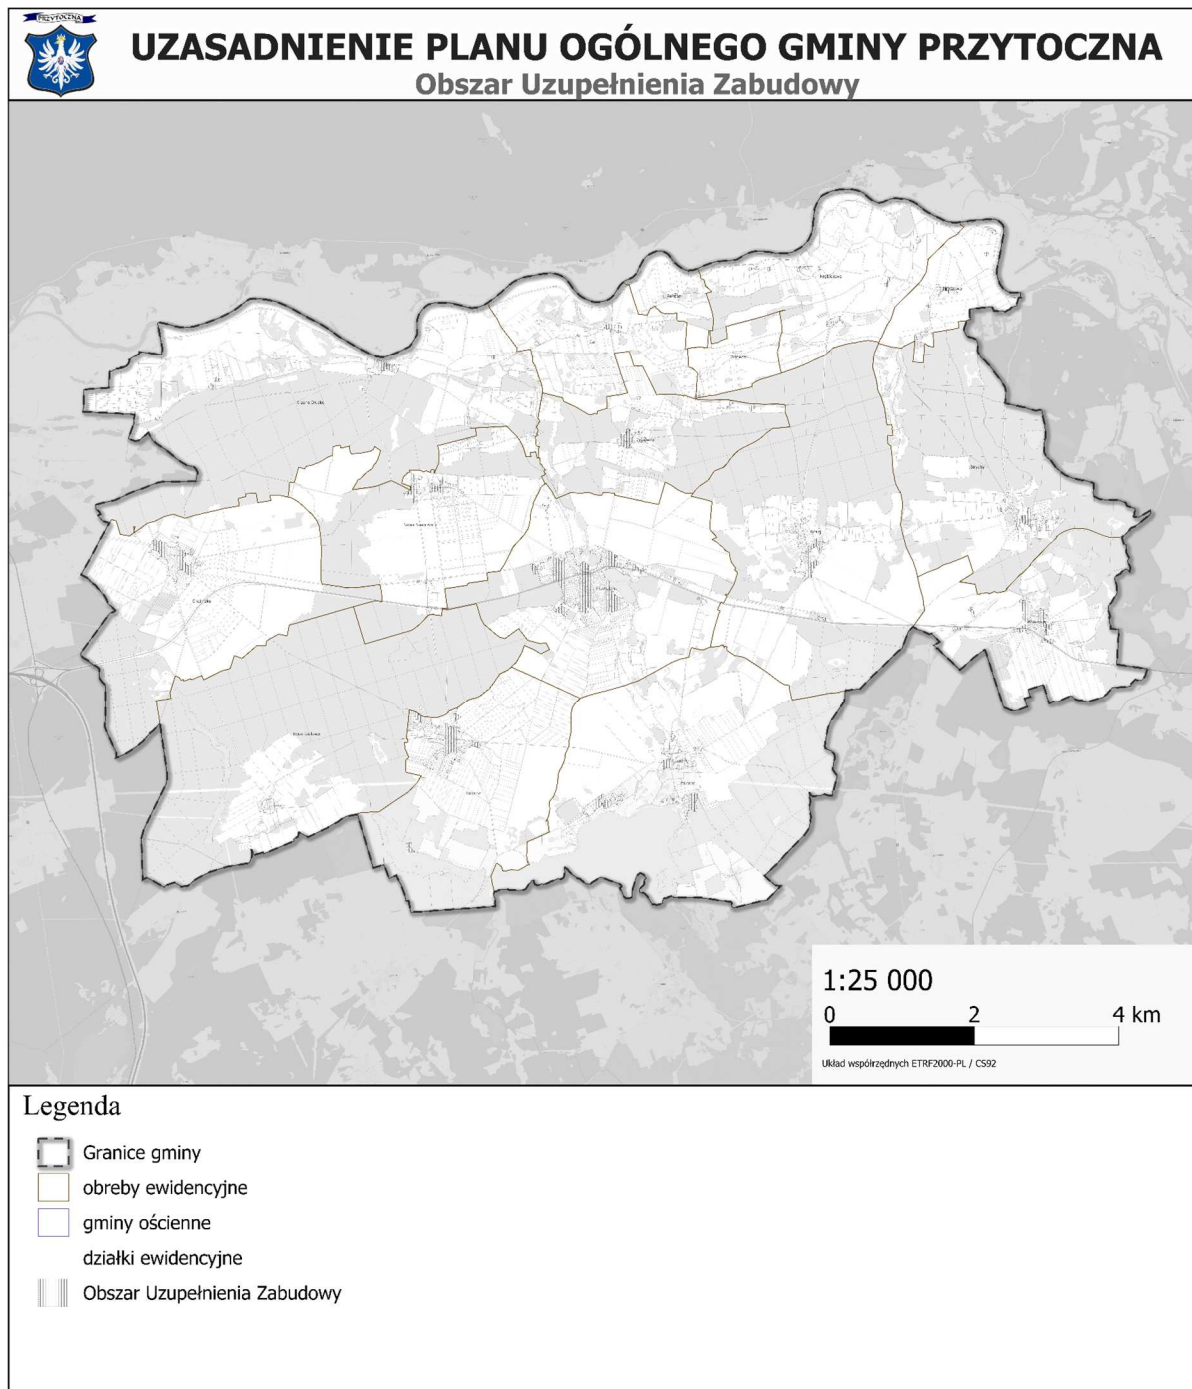 PRZYTOCZNA
UZASADNIENIE PLANU OGÓLNEGO GMINY PRZYTOCZNA
Obszar Uzupełnienia Zabudowy
1:25 000
0 2 4 km
Układ współrzędnych ETRF2000-PL / CS92
Legenda
Granice gminy
obreby ewidencyjne
gminy ościenne
działki ewidencyjne
Obszar Uzupełnienia Zabudowy